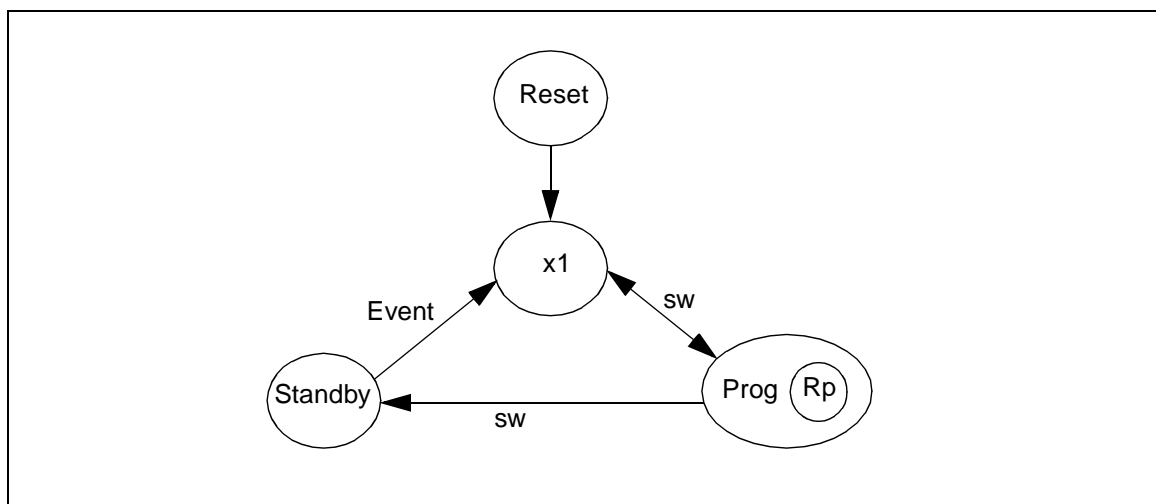 Reset
x1
sw
Event
Prog
Rp
Standby
sw